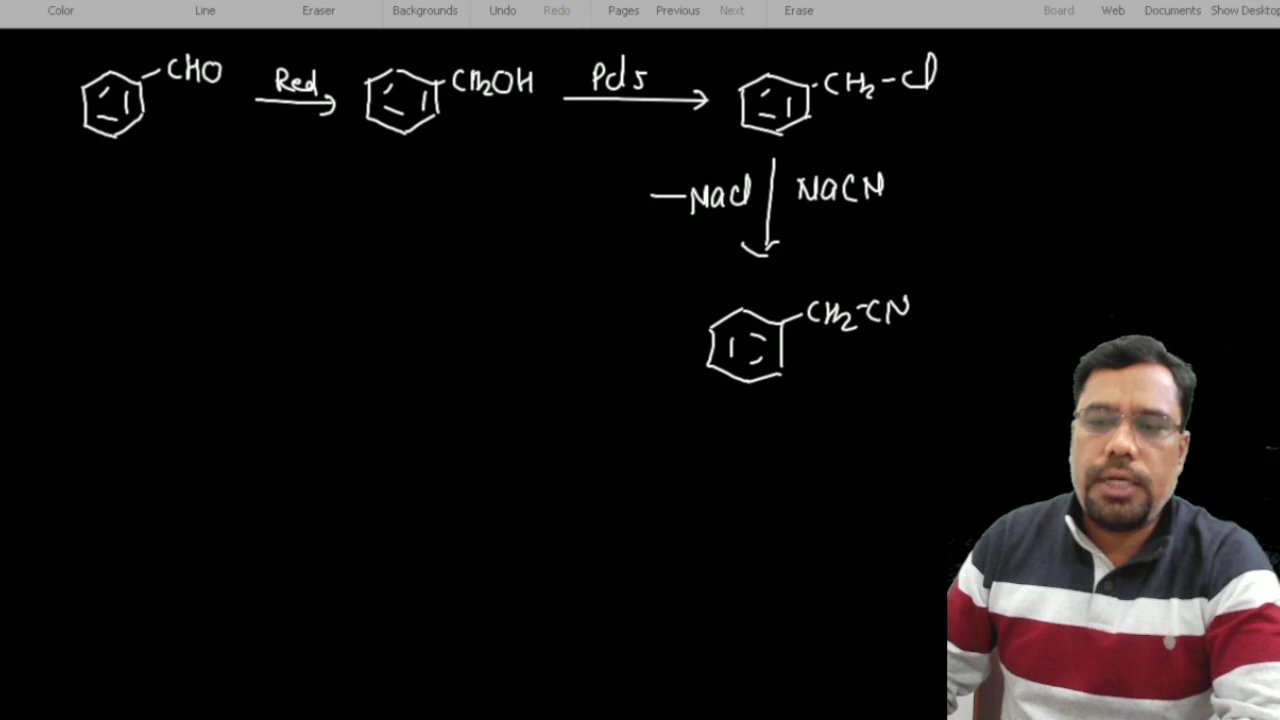 Color Line Eraser Backgrounds Undo Redo Pages Previous Next Erase Board Web Documents Show Desktop
CHO Red CH2OH Pcl5 CH2-Cl
-Nacl NaCN
CH2-CN